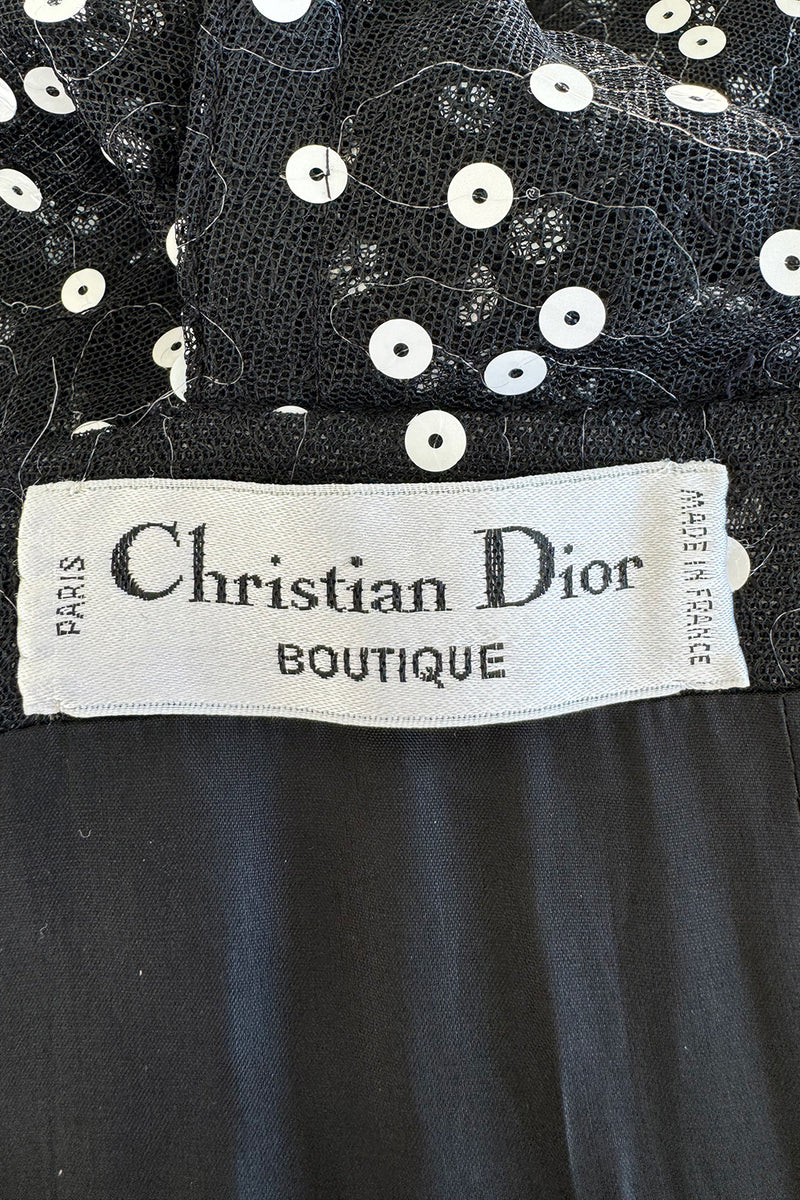 PARIS
Christian Dior
BOUTIQUE
MADE IN FRANCE